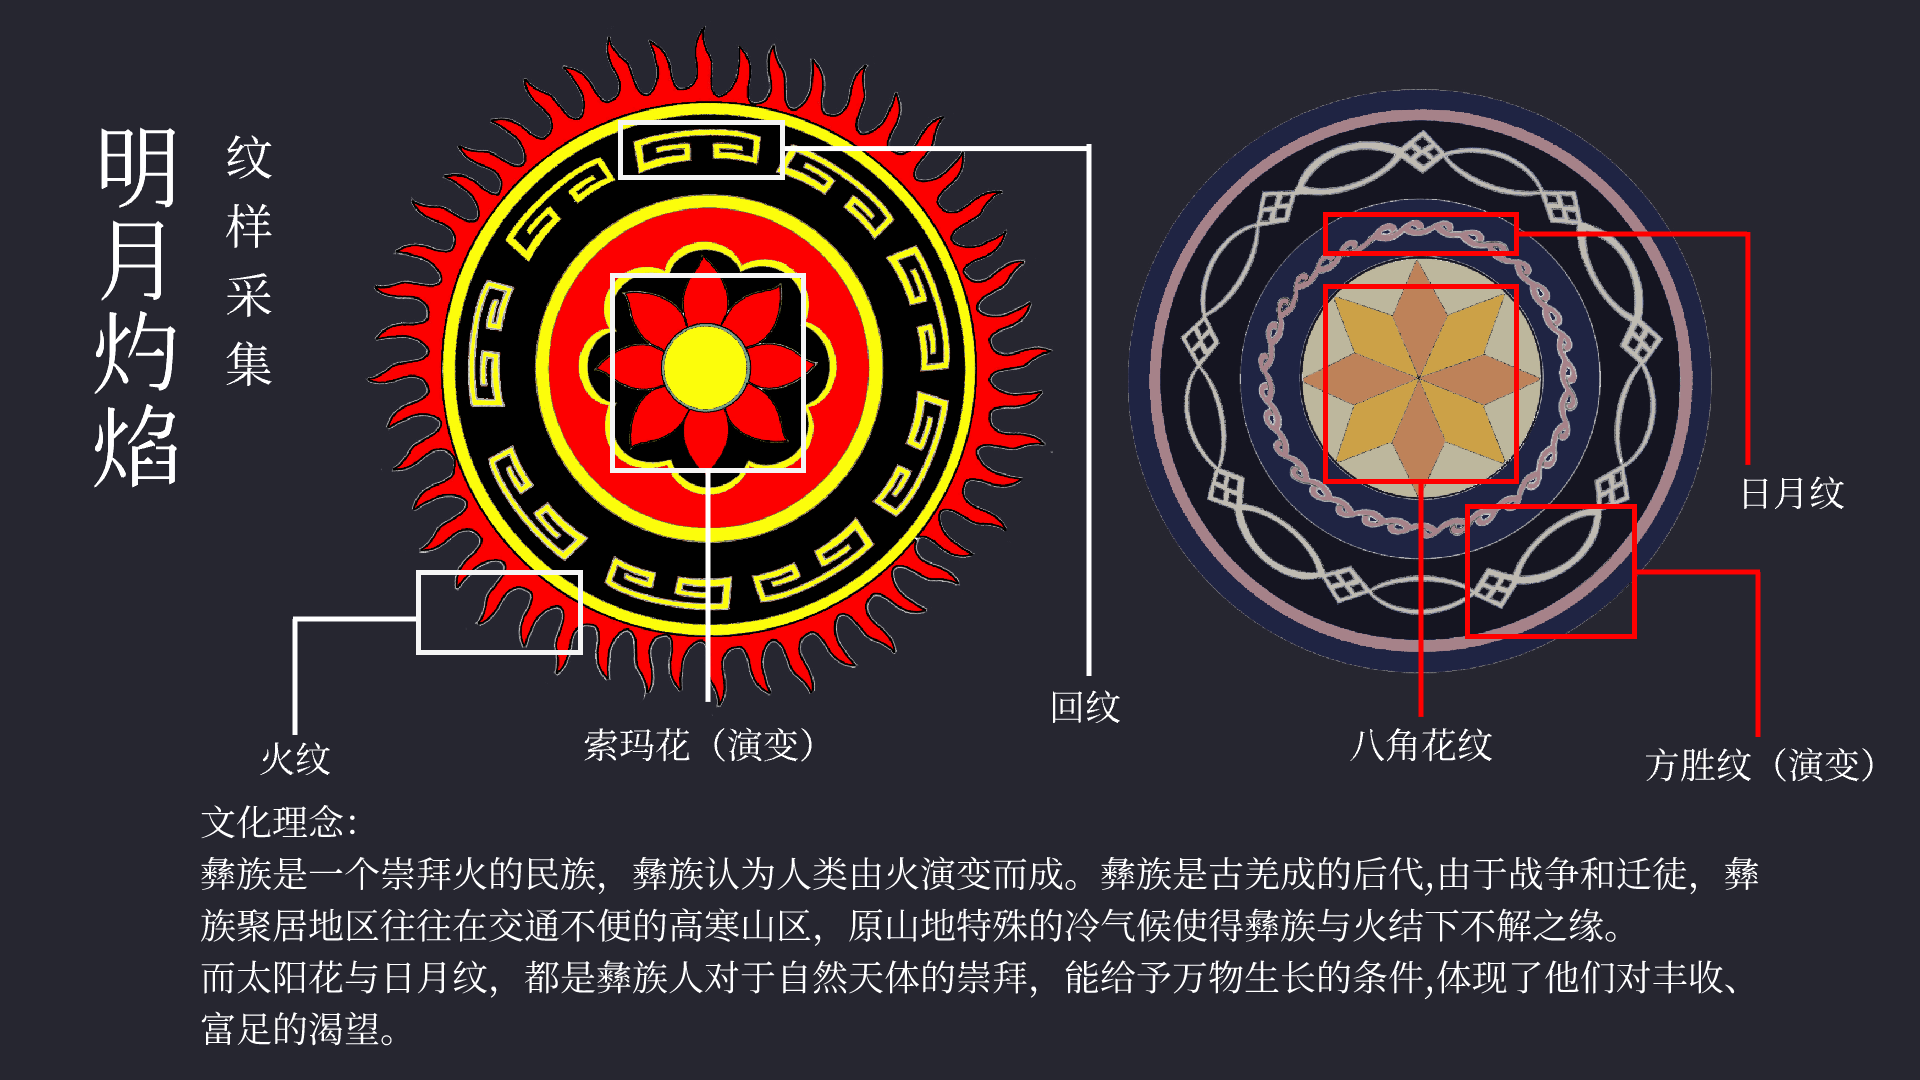 明月灼焰
纹样采集
回纹
日月纹
火纹
索玛花（演变）
八角花纹
方胜纹（演变）
文化理念：
彝族是一个崇拜火的民族，彝族认为人类由火演变而成。彝族是古羌成的后代,由于战争和迁徒，彝
族聚居地区往往在交通不便的高寒山区，原山地特殊的冷气候使得彝族与火结下不解之缘。
而太阳花与日月纹，都是彝族人对于自然天体的崇拜，能给予万物生长的条件,体现了他们对丰收、
富足的渴望。